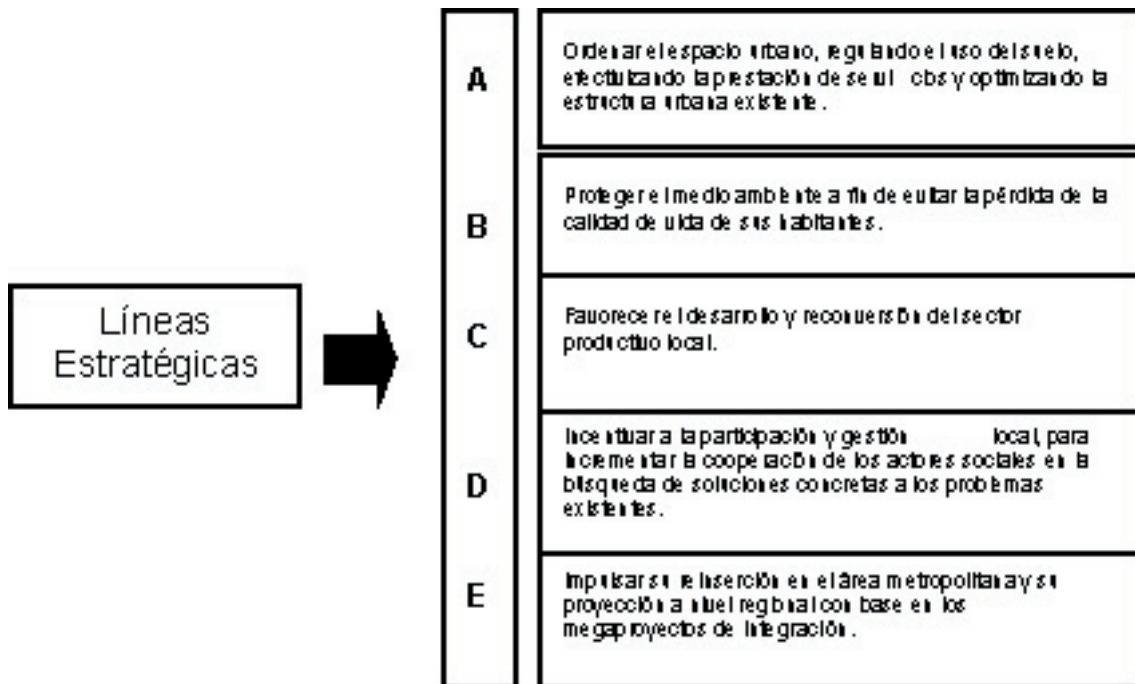 Líneas
Estratégicas
A
Ordenar el espacio urbano, regulando el uso del suelo,
efectivizando la prestación de servi cios y optimizando la
estructura urbana existente.
B
Proteger el medio ambiente a fin de evitar la pérdida de la
calidad de vida de sus habitantes.
C
Favorecer el desarrollo y reconversión del sector
productivo local.
D
Incentivar a la participación y gestión local, para
incrementar la cooperación de los actores sociales en la
búsqueda de soluciones concretas a los problemas
existentes.
E
Impulsar su reinserción en el área metropolitana y su
proyección a nivel regional con base en los
megaproyectos de integración.